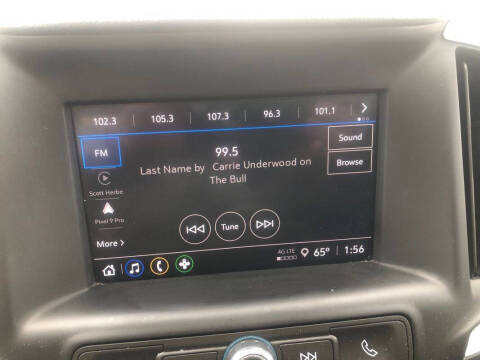 102.3 105.3 107.3 96.3 101.1
FM
99.5
Sound
Last Name by Carrie Underwood on
The Bull
Browse
Scott Herbe
Pixel 9 Pro
Tune
More
4G LTE
65° 1:56